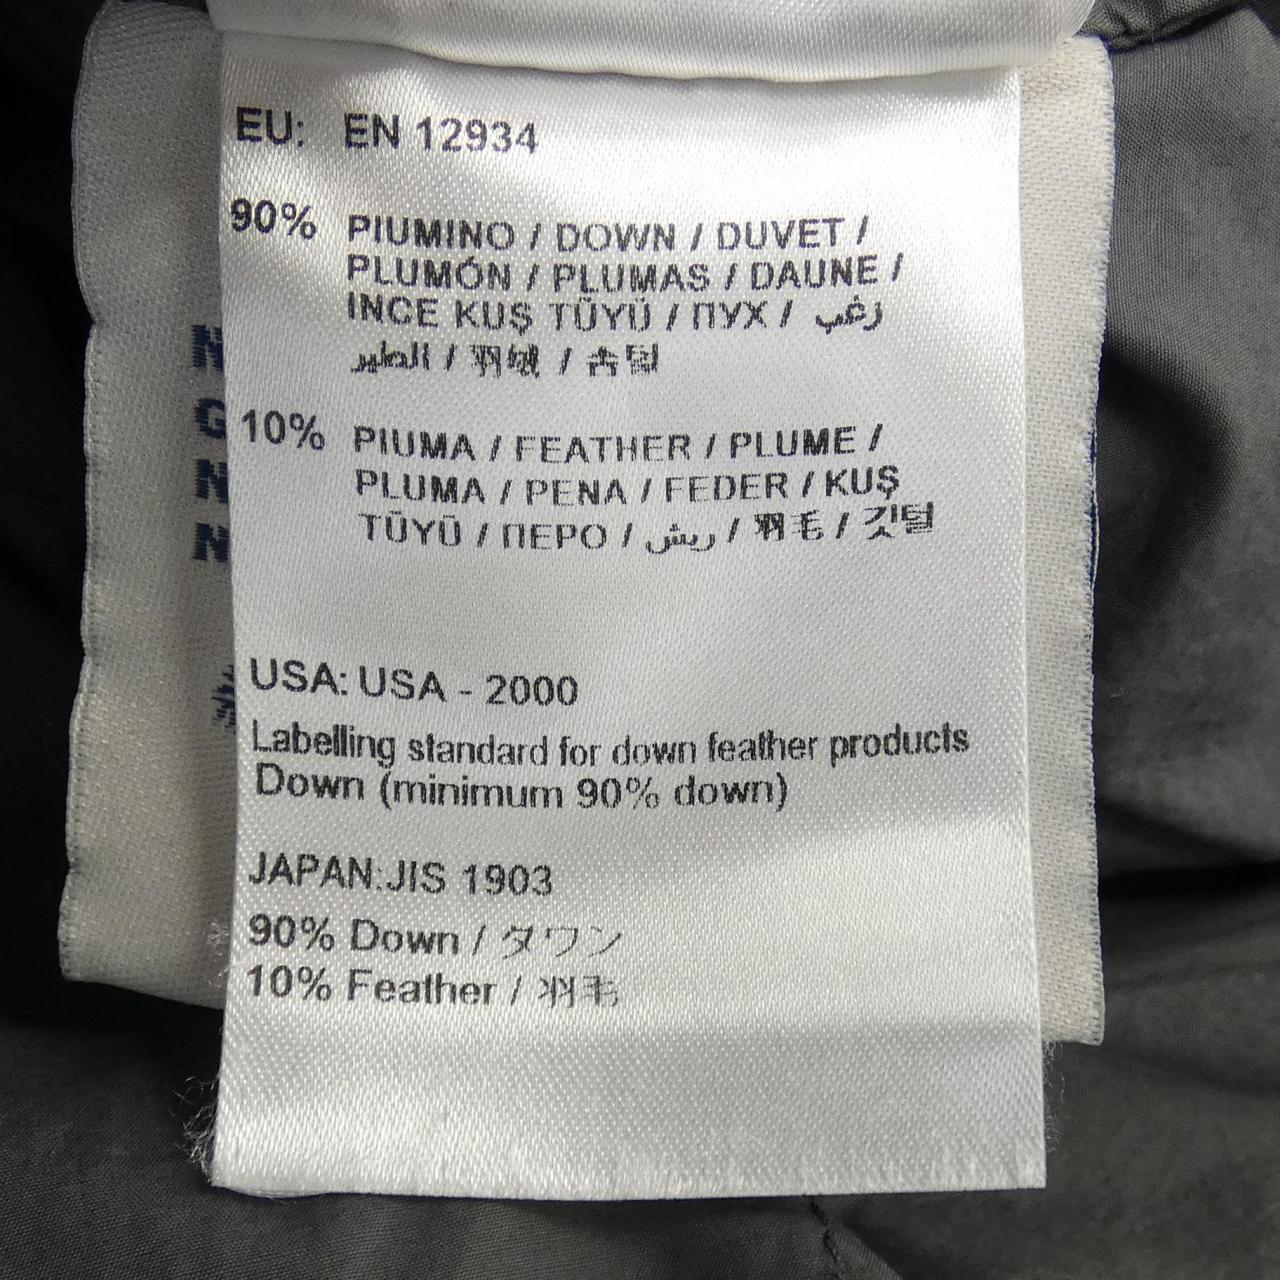 EU: EN 12934
90% PIUMINO / DOWN / DUVET /
PLUMÓN / PLUMAS / DAUNE /
INCE KUŞ TÜYÜ / ПУХ / زغب
الطير / 羽绒 / 솜털
10% PIUMA / FEATHER / PLUME /
PLUMA / PENA / FEDER / KUŞ
TÜYÜ / ПЕРО / ريش / 羽毛 / 깃털
USA: USA - 2000
Labelling standard for down feather products
Down (minimum 90% down)
JAPAN:JIS 1903
90% Down / ダウン
10% Feather / 羽毛
N
G
N
N